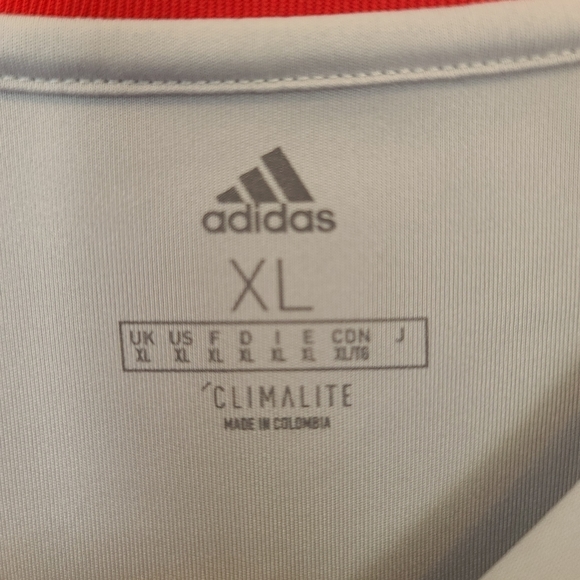 adidas
XL
UK US F D I E CDN J
XL XL XL XL XL XL XL/TG
CLIMALITE
MADE IN COLOMBIA